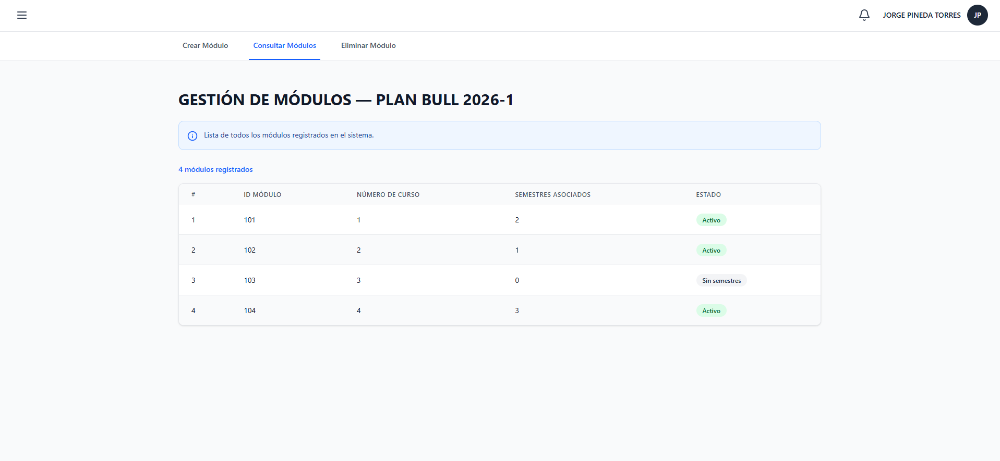 JORGE PINEDA TORRES JP
Crear Módulo Consultar Módulos Eliminar Módulo
GESTIÓN DE MÓDULOS — PLAN BULL 2026-1
Lista de todos los módulos registrados en el sistema.
4 módulos registrados
# ID MÓDULO NÚMERO DE CURSO SEMESTRES ASOCIADOS ESTADO
1 101 1 2 Activo
2 102 2 1 Activo
3 103 3 0 Sin semestres
4 104 4 3 Activo